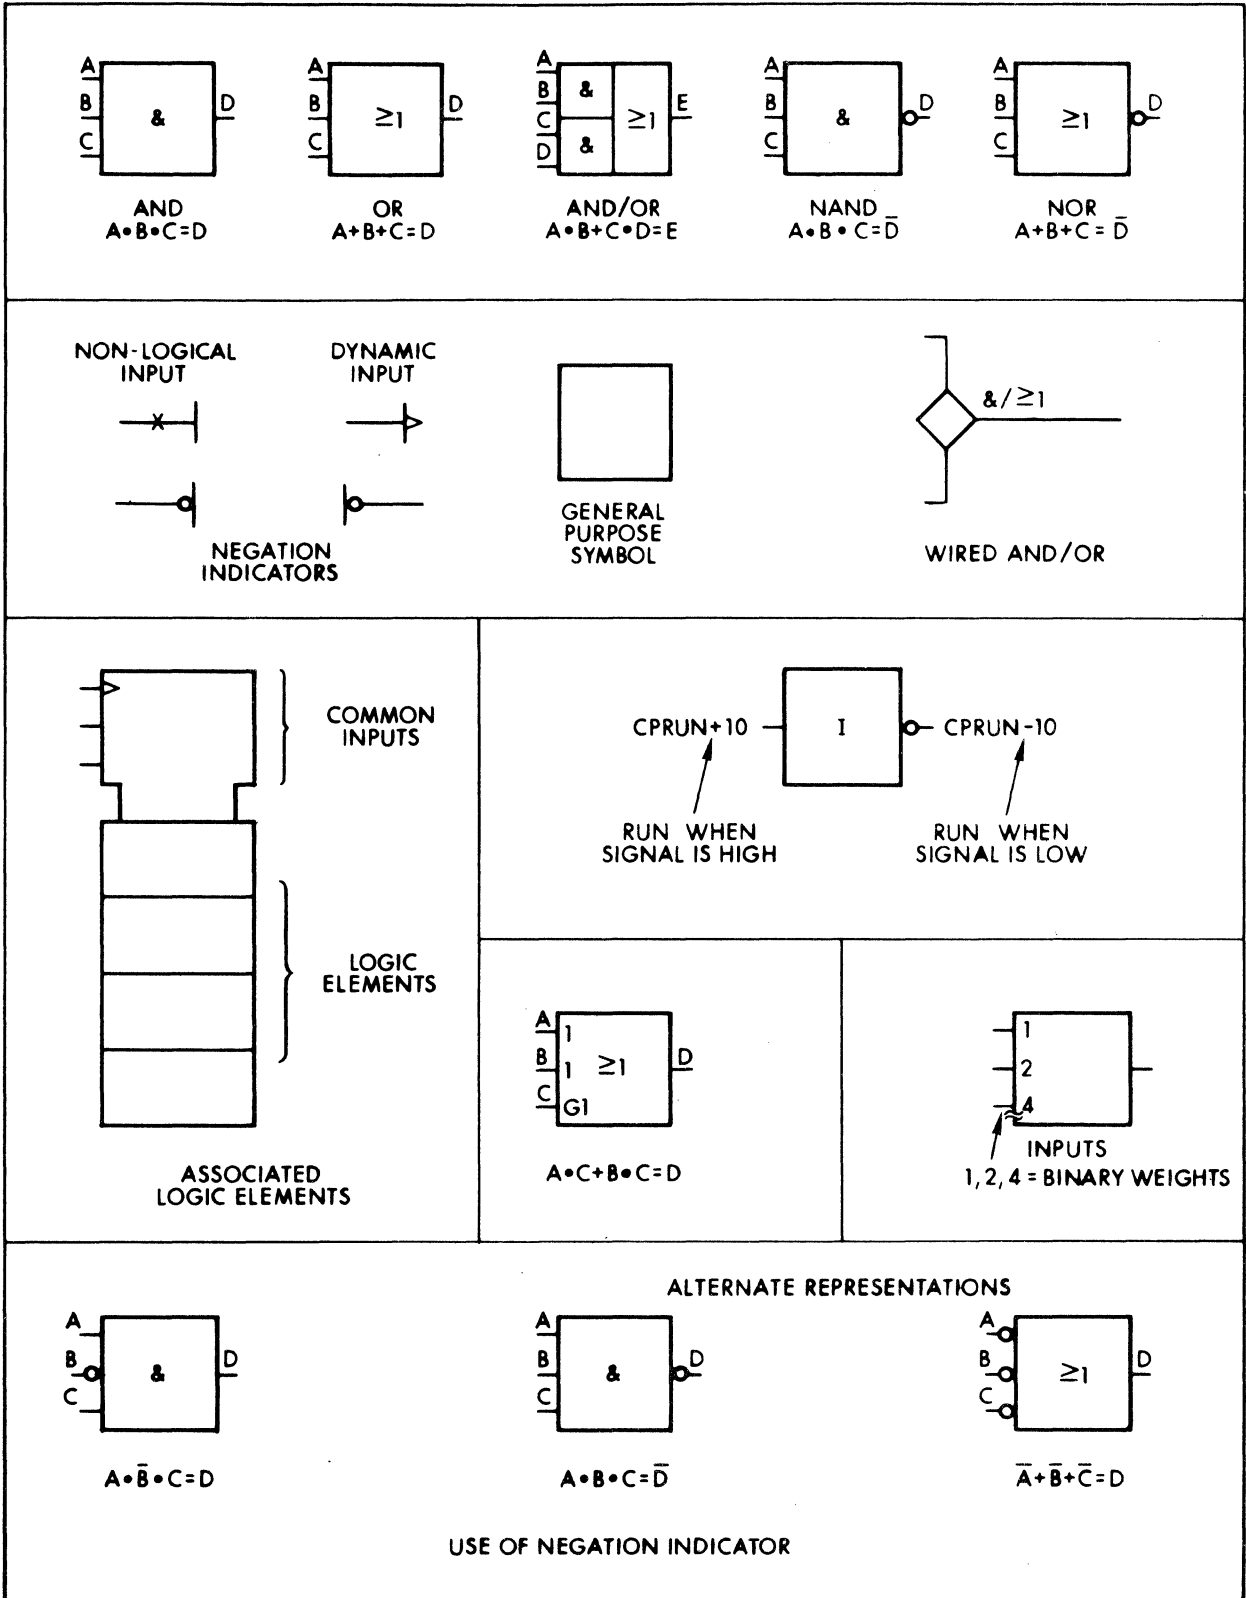 A
B
C
&
D
AND
A•B•C=D
A
B
C
≥1
D
OR
A+B+C=D
A
B
C
D
&
&
≥1
E
AND/OR
A•B+C•D=E
A
B
C
&
D
NAND
A•B•C=D̅
A
B
C
≥1
D
NOR
A+B+C=D̅
NON-LOGICAL
INPUT
DYNAMIC
INPUT
NEGATION
INDICATORS
GENERAL
PURPOSE
SYMBOL
&/≥1
WIRED AND/OR
COMMON
INPUTS
LOGIC
ELEMENTS
ASSOCIATED
LOGIC ELEMENTS
CPRUN+10
I
CPRUN-10
RUN WHEN
SIGNAL IS HIGH
RUN WHEN
SIGNAL IS LOW
A
B
C
1
1
G1
≥1
D
A•C+B•C=D
1
2
4
INPUTS
1,2,4=BINARY WEIGHTS
ALTERNATE REPRESENTATIONS
A
B
C
&
D
A•B̅•C=D
A
B
C
&
D
A•B•C=D̅
A
B
C
≥1
D
A̅+B̅+C̅=D
USE OF NEGATION INDICATOR